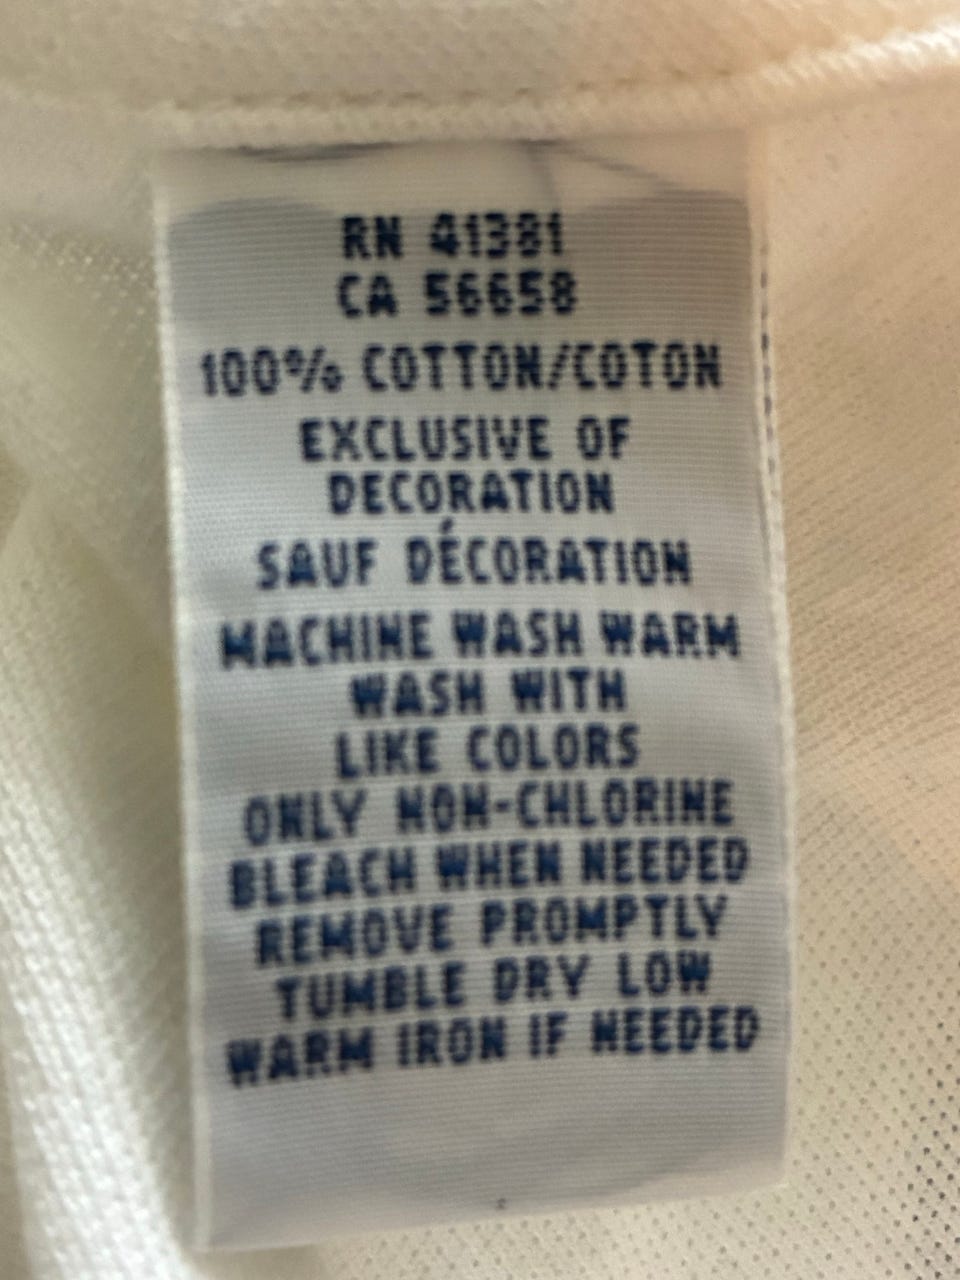 RN 41381
CA 56658
100% COTTON/COTON
EXCLUSIVE OF
DECORATION
SAUF DÉCORATION
MACHINE WASH WARM
WASH WITH
LIKE COLORS
ONLY NON-CHLORINE
BLEACH WHEN NEEDED
REMOVE PROMPTLY
TUMBLE DRY LOW
WARM IRON IF NEEDED